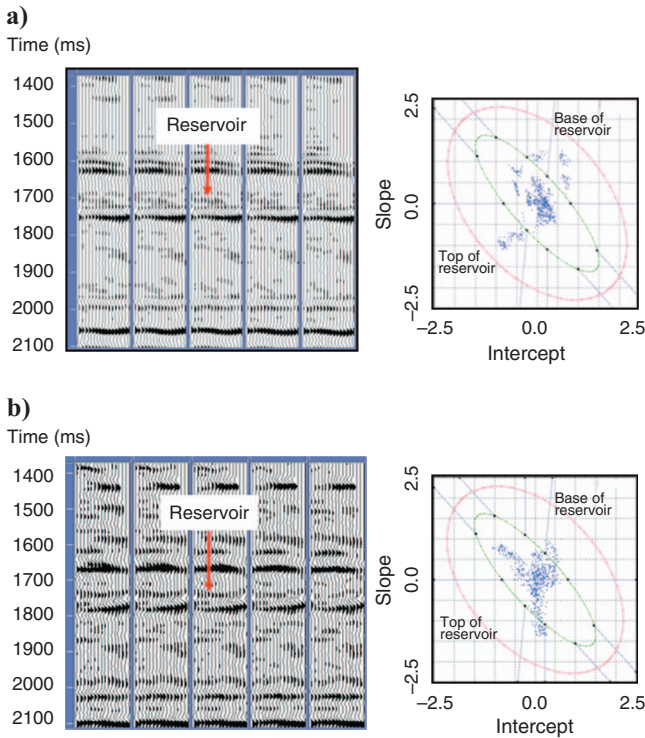 a)
Time (ms)
1400
1500
1600
1700
1800
1900
2000
2100
Reservoir
2.5
0.0
−2.5
Slope
Base of
reservoir
Top of
reservoir
−2.5
0.0
2.5
Intercept
b)
Time (ms)
1400
1500
1600
1700
1800
1900
2000
2100
Reservoir
2.5
0.0
−2.5
Slope
Base of
reservoir
Top of
reservoir
−2.5
0.0
2.5
Intercept